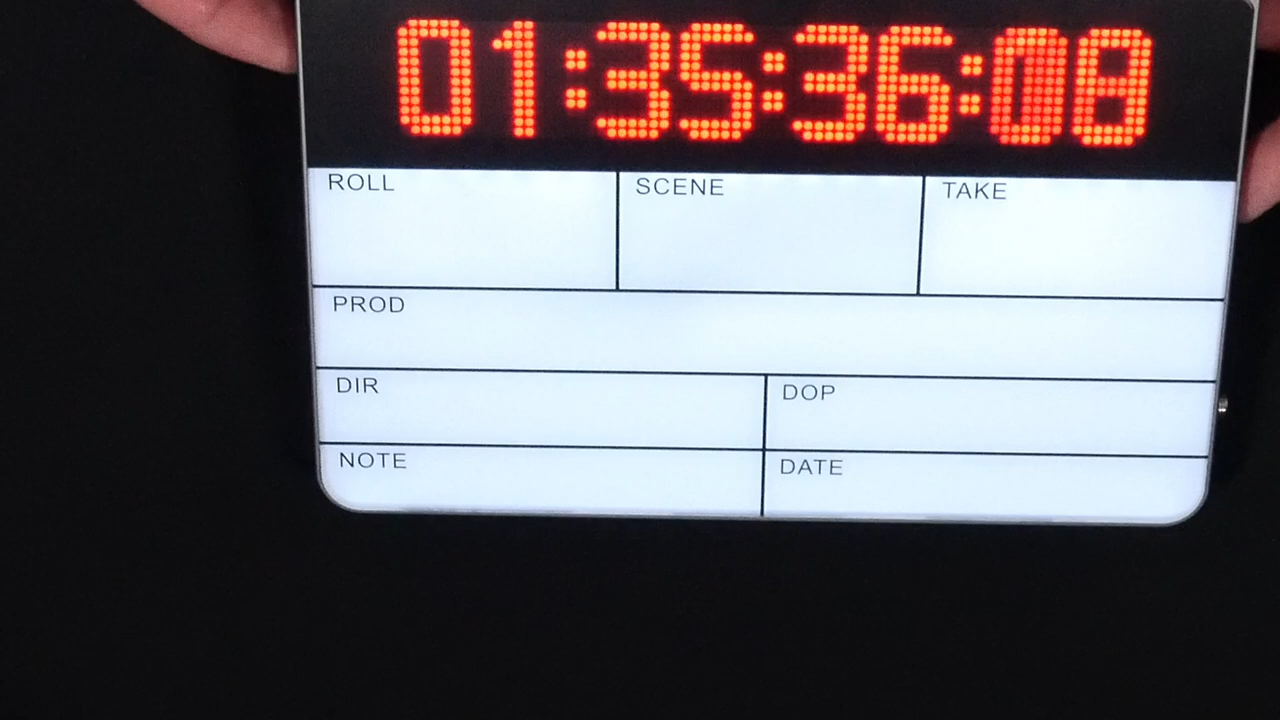 01:35:36:08
ROLL SCENE TAKE
PROD
DIR DOP
NOTE DATE